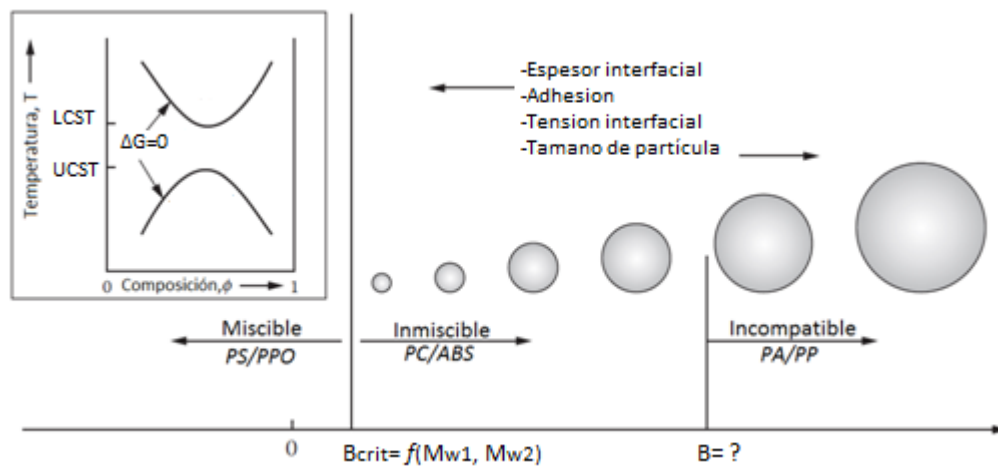 Temperatura, T
LCST
ΔG=0
UCST
0 Composición,ϕ 1
-Espesor interfacial
-Adhesion
-Tension interfacial
-Tamano de partícula
Miscible
PS/PPO
Inmiscible
PC/ABS
Incompatible
PA/PP
0
Bcrit= f(Mw1, Mw2)
B= ?